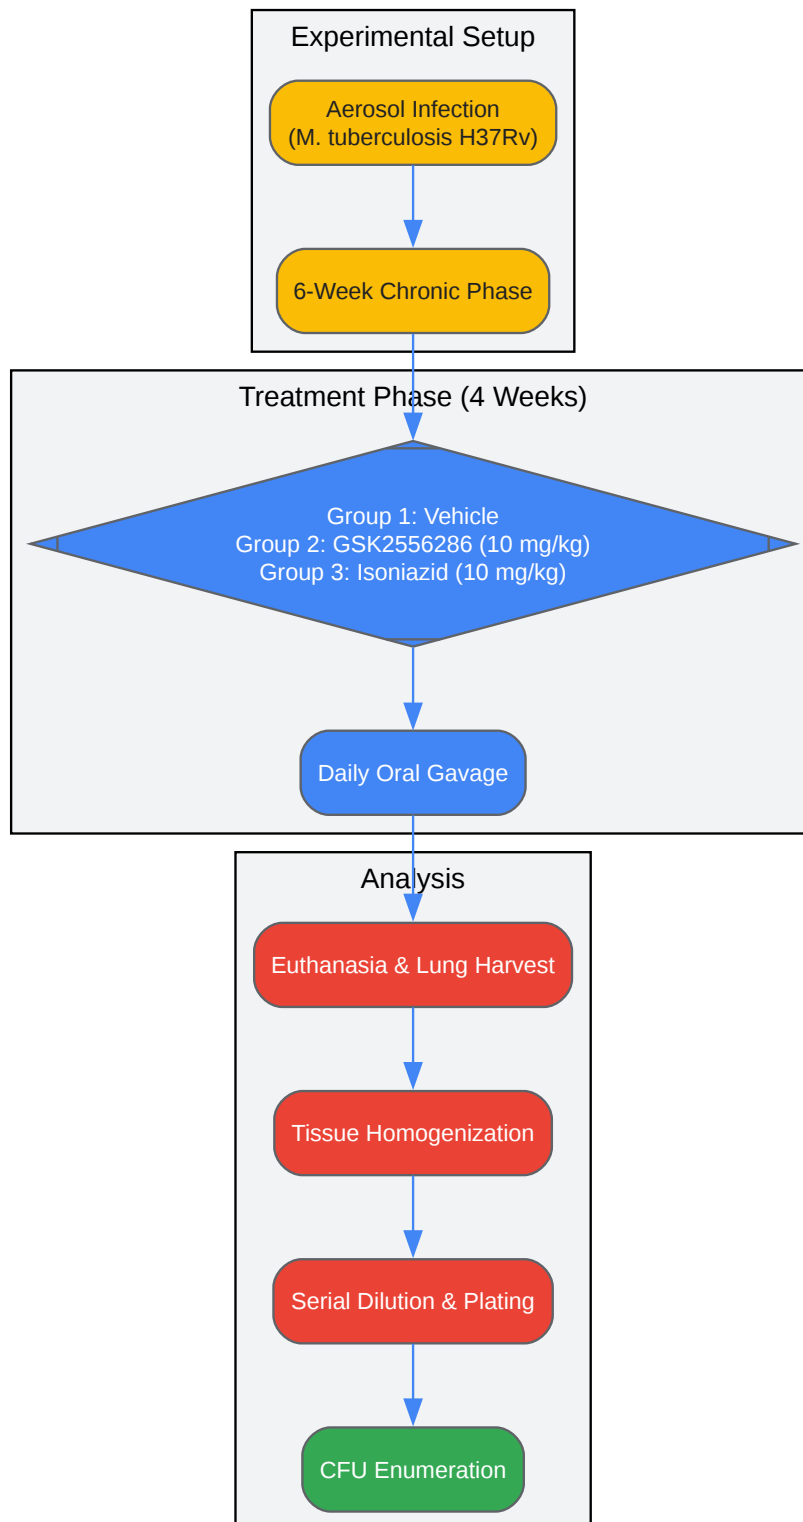 Experimental Setup
Aerosol Infection
(M. tuberculosis H37Rv)
6-Week Chronic Phase
Treatment Phase (4 Weeks)
Group 1: Vehicle
Group 2: GSK2556286 (10 mg/kg)
Group 3: Isoniazid (10 mg/kg)
Daily Oral Gavage
Analysis
Euthanasia & Lung Harvest
Tissue Homogenization
Serial Dilution & Plating
CFU Enumeration